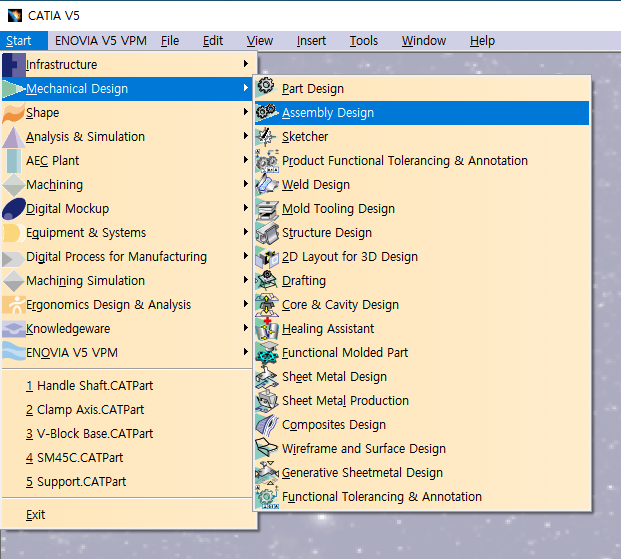 CATIA V5
Start ENOVIA V5 VPM File Edit View Insert Tools Window Help
Infrastructure
Mechanical Design
Shape
Analysis & Simulation
AEC Plant
Machining
Digital Mockup
Equipment & Systems
Digital Process for Manufacturing
Machining Simulation
Ergonomics Design & Analysis
Knowledgeware
ENOVIA V5 VPM
1 Handle Shaft.CATPart
2 Clamp Axis.CATPart
3 V-Block Base.CATPart
4 SM45C.CATPart
5 Support.CATPart
Exit
Part Design
Assembly Design
Sketcher
Product Functional Tolerancing & Annotation
Weld Design
Mold Tooling Design
Structure Design
2D Layout for 3D Design
Drafting
Core & Cavity Design
Healing Assistant
Functional Molded Part
Sheet Metal Design
Sheet Metal Production
Composites Design
Wireframe and Surface Design
Generative Sheetmetal Design
Functional Tolerancing & Annotation